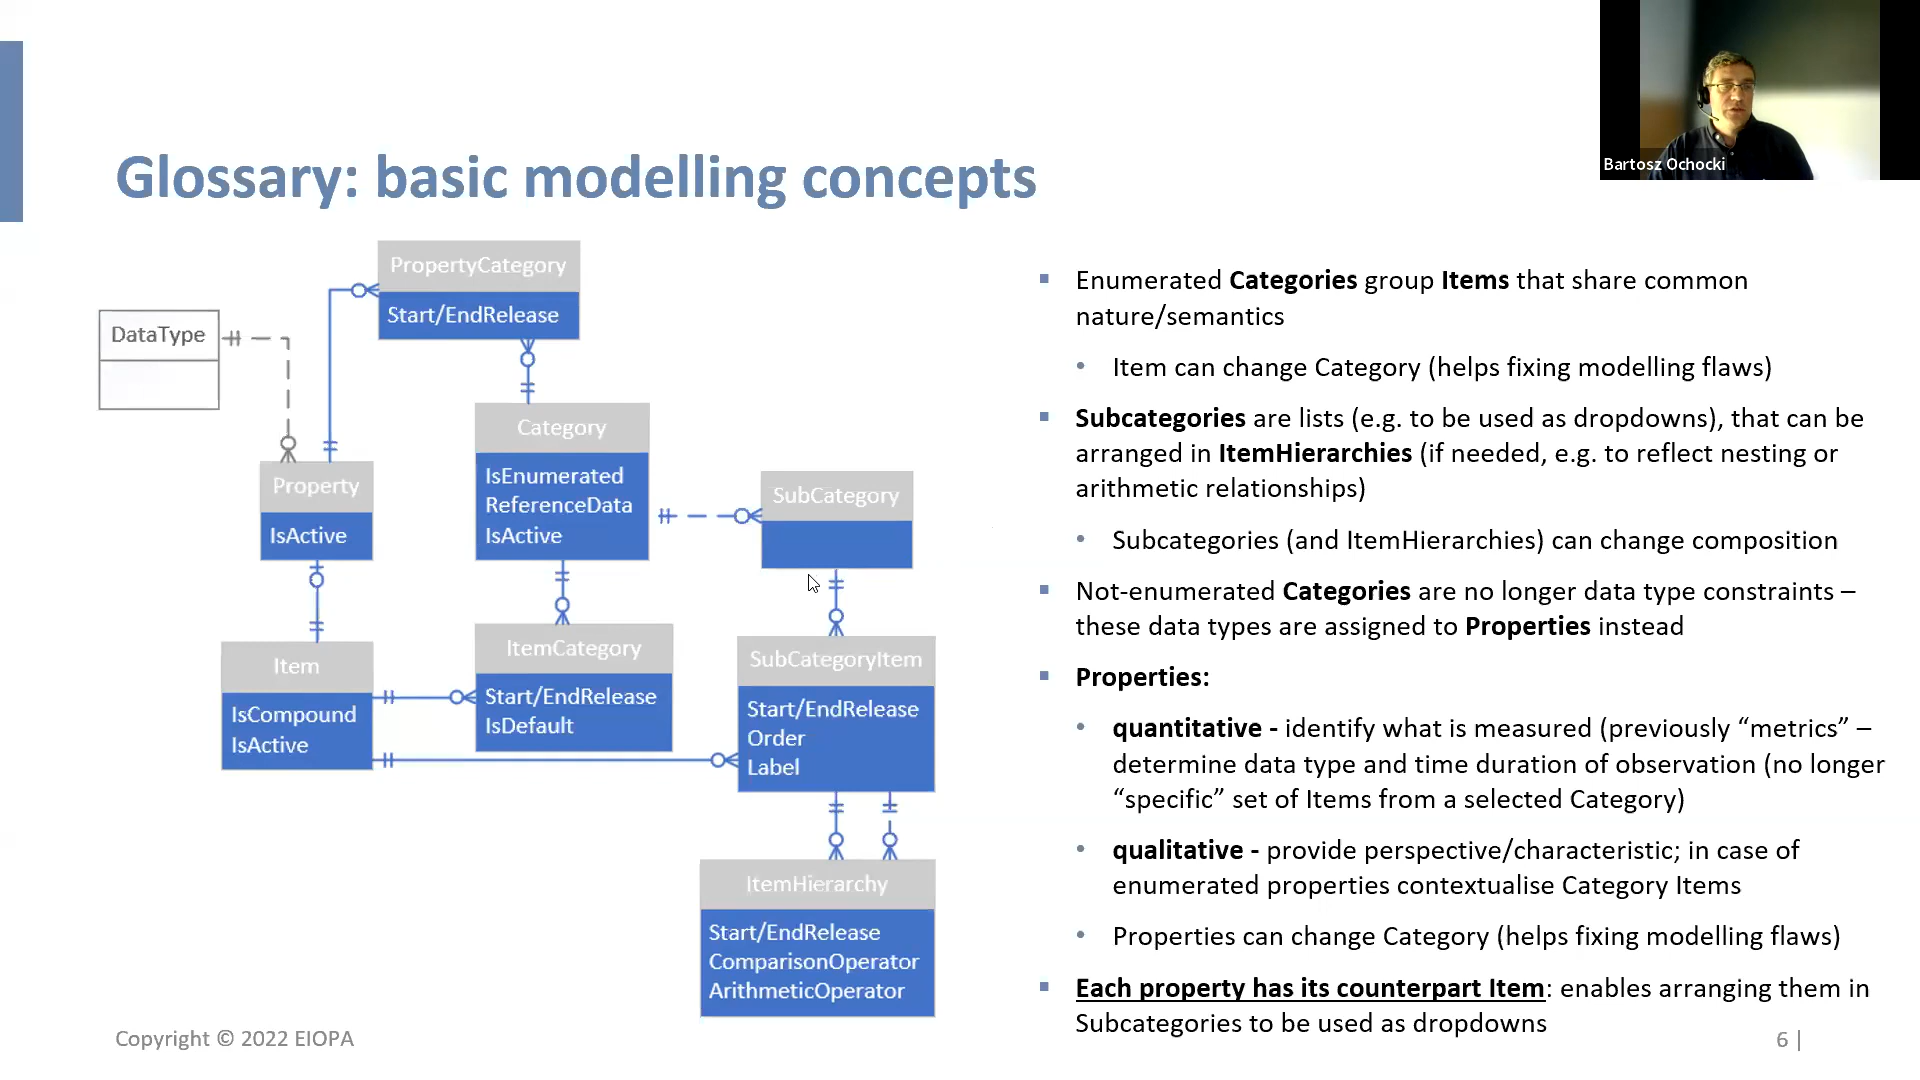 Bartosz Ochocki
Glossary: basic modelling concepts
PropertyCategory
Start/EndRelease
DataType
Category
IsEnumerated
ReferenceData
IsActive
Property
IsActive
SubCategory
Item
IsCompound
IsActive
ItemCategory
Start/EndRelease
IsDefault
SubCategoryItem
Start/EndRelease
Order
Label
ItemHierarchy
Start/EndRelease
ComparisonOperator
ArithmeticOperator
▪ Enumerated Categories group Items that share common
nature/semantics
• Item can change Category (helps fixing modelling flaws)
▪ Subcategories are lists (e.g. to be used as dropdowns), that can be
arranged in ItemHierarchies (if needed, e.g. to reflect nesting or
arithmetic relationships)
• Subcategories (and ItemHierarchies) can change composition
▪ Not-enumerated Categories are no longer data type constraints –
these data types are assigned to Properties instead
▪ Properties:
• quantitative - identify what is measured (previously “metrics” –
determine data type and time duration of observation (no longer
“specific” set of Items from a selected Category)
• qualitative - provide perspective/characteristic; in case of
enumerated properties contextualise Category Items
• Properties can change Category (helps fixing modelling flaws)
▪ Each property has its counterpart Item: enables arranging them in
Subcategories to be used as dropdowns
Copyright © 2022 EIOPA
6 |